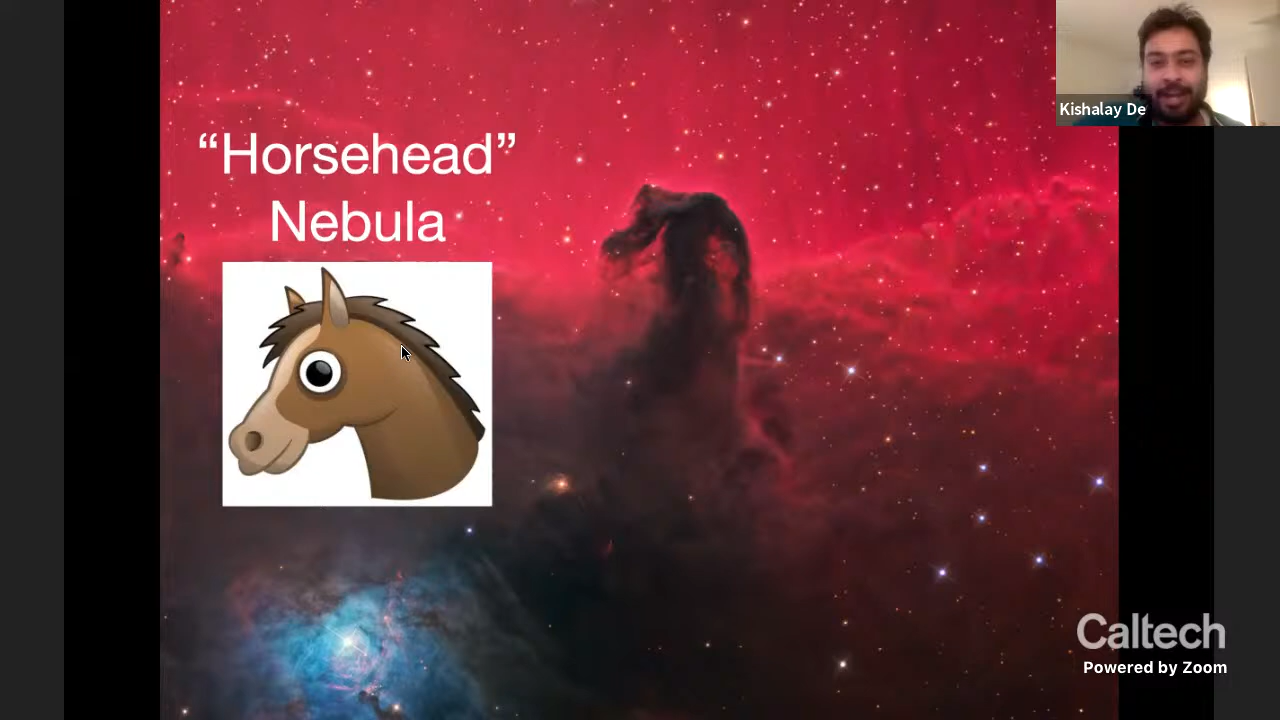 “Horsehead”
Nebula
Kishalay De
Caltech
Powered by Zoom